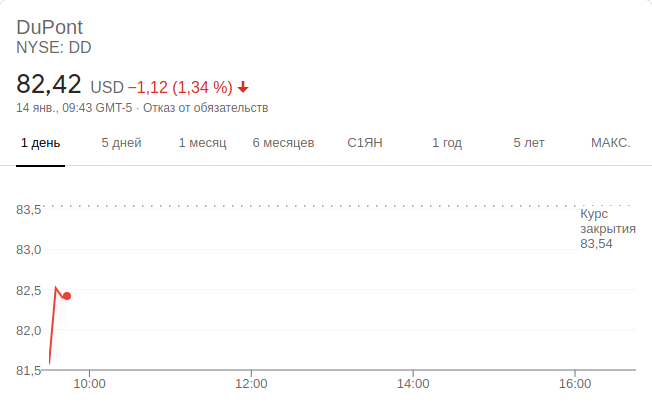 DuPont
NYSE: DD
82,42 USD −1,12 (1,34 %)
14 янв., 09:43 GMT-5 · Отказ от обязательств
1 день 5 дней 1 месяц 6 месяцев С1ЯН 1 год 5 лет МАКС.
83,5
Курс
закрытия
83,54
83,0
82,5
82,0
81,5
10:00 12:00 14:00 16:00